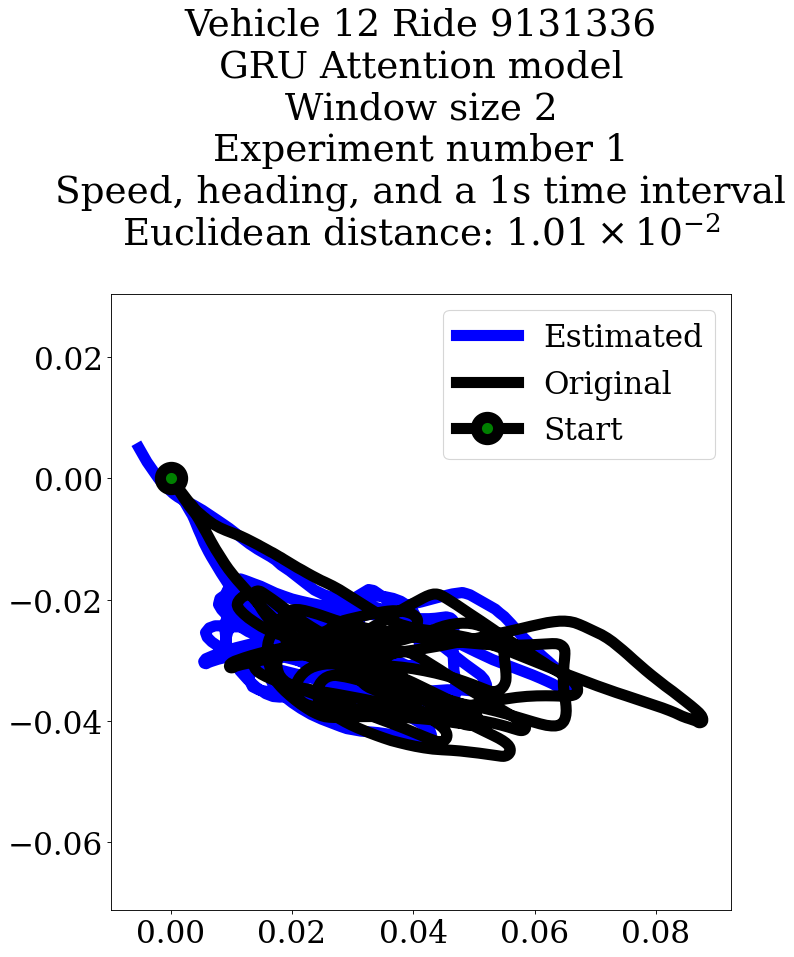 Vehicle 12 Ride 9131336
GRU Attention model
Window size 2
Experiment number 1
Speed, heading, and a 1s time interval
Euclidean distance: 1.01 × 10⁻²
Estimated
Original
Start
0.02
0.00
−0.02
−0.04
−0.06
0.00 0.02 0.04 0.06 0.08